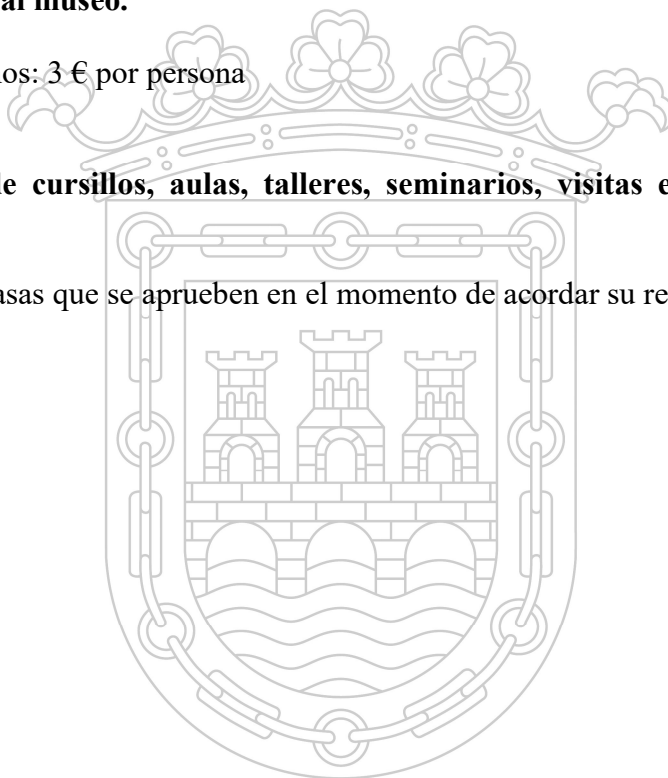 al museo.
os: 3 € por persona
e cursillos, aulas, talleres, seminarios, visitas e
asas que se aprueben en el momento de acordar su re